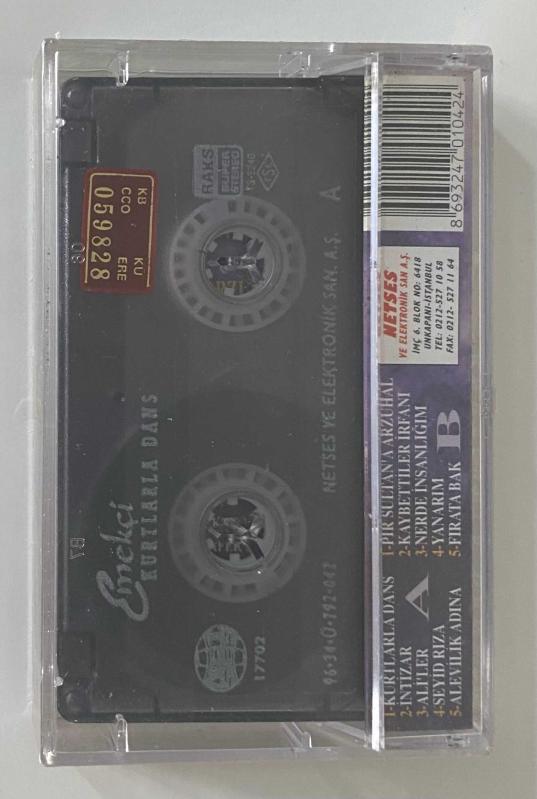 Emekçi
KURTLARLA DANS
KB
CCO
KU
ERE
059828
RAKS
SUPER
STEREO
A
NETSES VE ELEKTRONİK SAN. A.Ş.
96-34-Ü-192-042
17702
8 693247 010424
NETSES
VE ELEKTRONİK SAN A.Ş.
İMÇ 6. BLOK NO: 6418
UNKAPANI-İSTANBUL
TEL: 0212-527 10 58
FAX: 0212- 527 11 64
A
1-KURTLARLA DANS
2-İNTİZAR
3-ALİ'LER
4-SEYİD RIZA
5-ALEVİLİK ADINA
B
1-PİR SULTAN'A ARZUHAL
2-KAYBETTİLER İRFANI
3-NERDE İNSANLIĞIM
4-YANARIM
5-FIRATA BAK